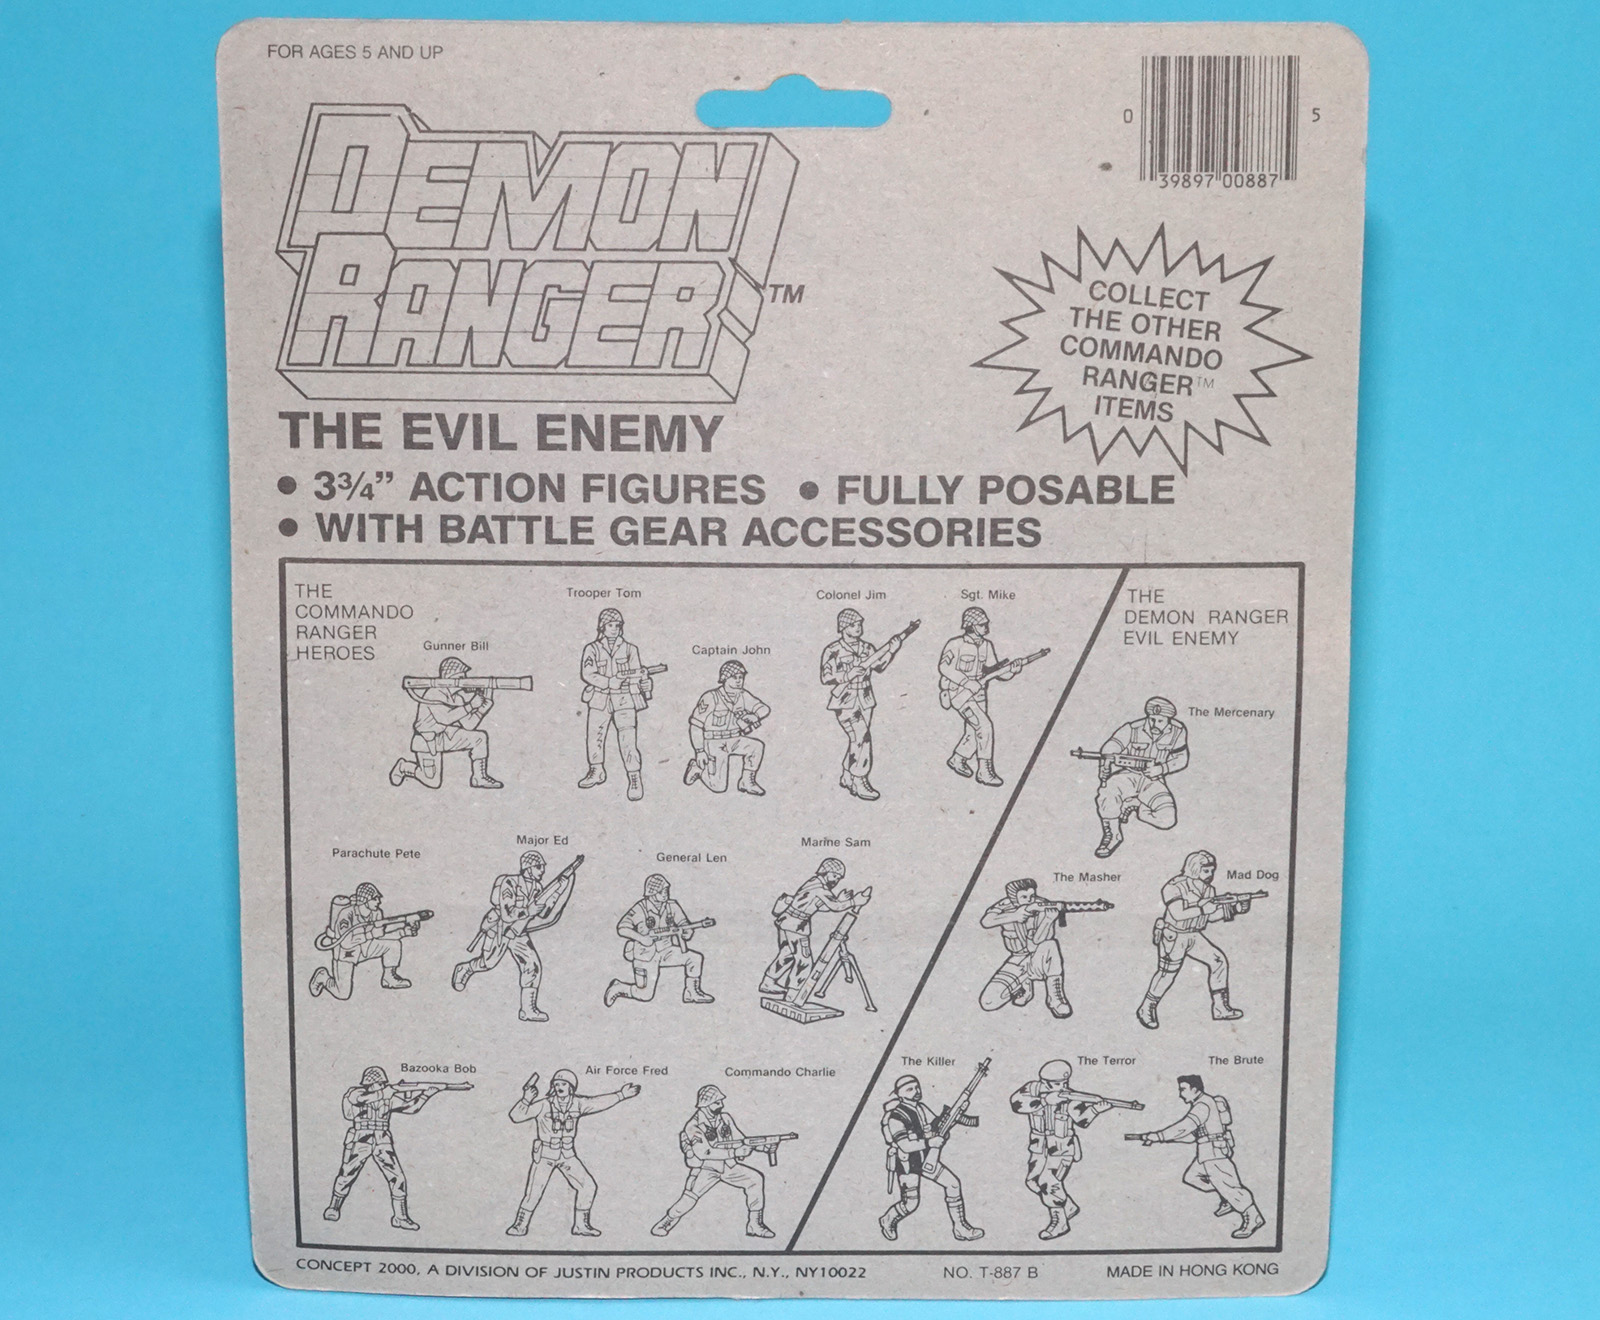 FOR AGES 5 AND UP
0 39897 00887 5
DEMON
RANGER™
COLLECT
THE OTHER
COMMANDO
RANGER™
ITEMS
THE EVIL ENEMY
• 3¾” ACTION FIGURES • FULLY POSABLE
• WITH BATTLE GEAR ACCESSORIES
THE
COMMANDO
RANGER
HEROES
Gunner Bill
Trooper Tom
Captain John
Colonel Jim
Sgt. Mike
Parachute Pete
Major Ed
General Len
Marine Sam
Bazooka Bob
Air Force Fred
Commando Charlie
THE
DEMON RANGER
EVIL ENEMY
The Mercenary
The Masher
Mad Dog
The Killer
The Terror
The Brute
CONCEPT 2000, A DIVISION OF JUSTIN PRODUCTS INC., N.Y., NY10022
NO. T-887 B
MADE IN HONG KONG